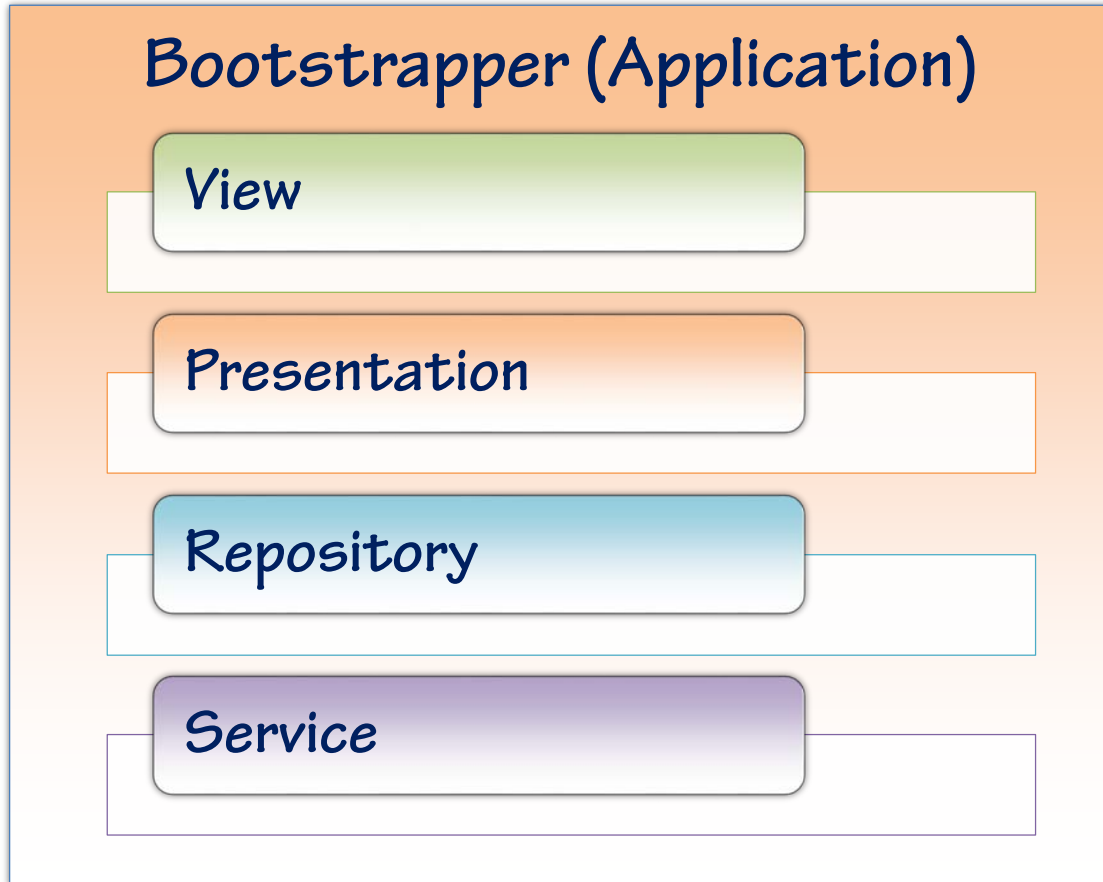 Bootstrapper (Application)
View
Presentation
Repository
Service